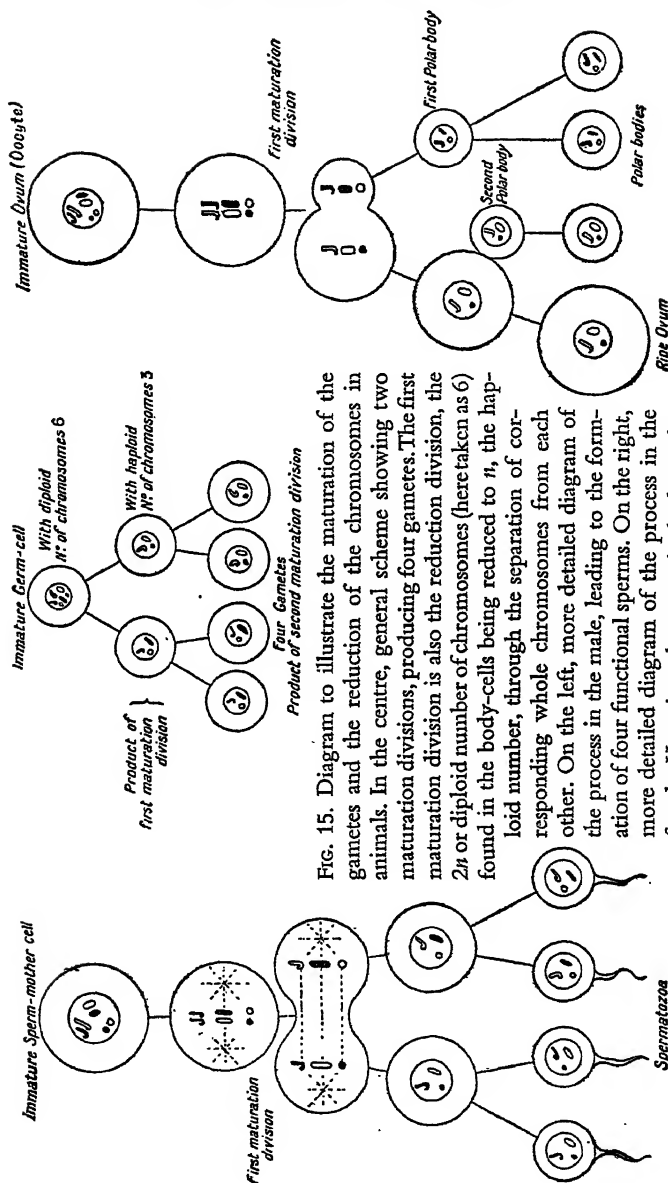 Immature Sperm-mother cell
First maturation
division
Spermatozoa
Immature Germ-cell
With diploid
Nº. of chromosomes 6
Product of
first maturation
division
With haploid
Nº. of chromosomes 3
Four Gametes
Product of second maturation division
Immature Ovum (Oocyte)
First maturation
division
First Polar body
Second
Polar body
Polar bodies
Ripe Ovum
FIG. 15. Diagram to illustrate the maturation of the
gametes and the reduction of the chromosomes in
animals. In the centre, general scheme showing two
maturation divisions, producing four gametes. The first
maturation division is also the reduction division, the
2n or diploid number of chromosomes (here taken as 6)
found in the body-cells being reduced to n, the hap-
loid number, through the separation of cor-
responding whole chromosomes from each
other. On the left, more detailed diagram of
the process in the male, leading to the form-
ation of four functional sperms. On the right,
more detailed diagram of the process in the